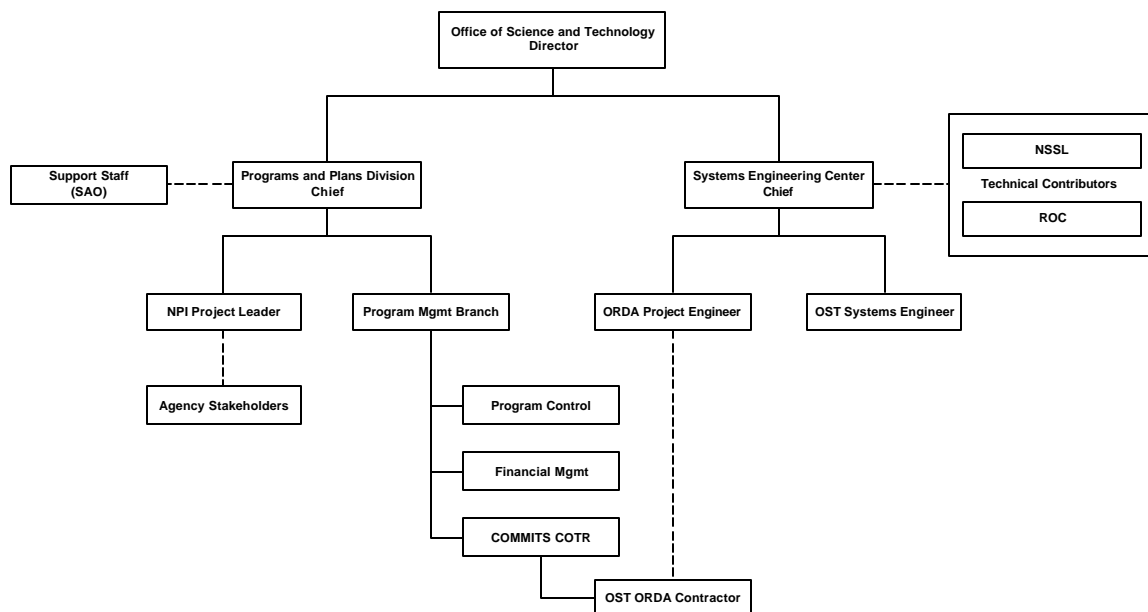 Office of Science and Technology
Director
Support Staff
(SAO)
Programs and Plans Division
Chief
Systems Engineering Center
Chief
NSSL
Technical Contributors
ROC
NPI Project Leader
Program Mgmt Branch
ORDA Project Engineer
OST Systems Engineer
Agency Stakeholders
Program Control
Financial Mgmt
COMMITS COTR
OST ORDA Contractor